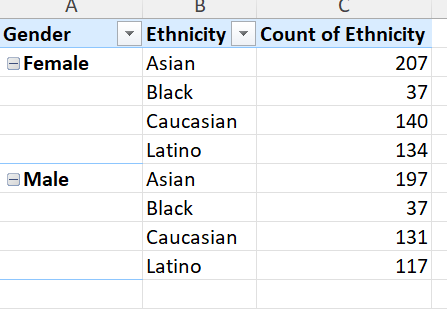 A B C
Gender Ethnicity Count of Ethnicity
Female Asian 207
Black 37
Caucasian 140
Latino 134
Male Asian 197
Black 37
Caucasian 131
Latino 117